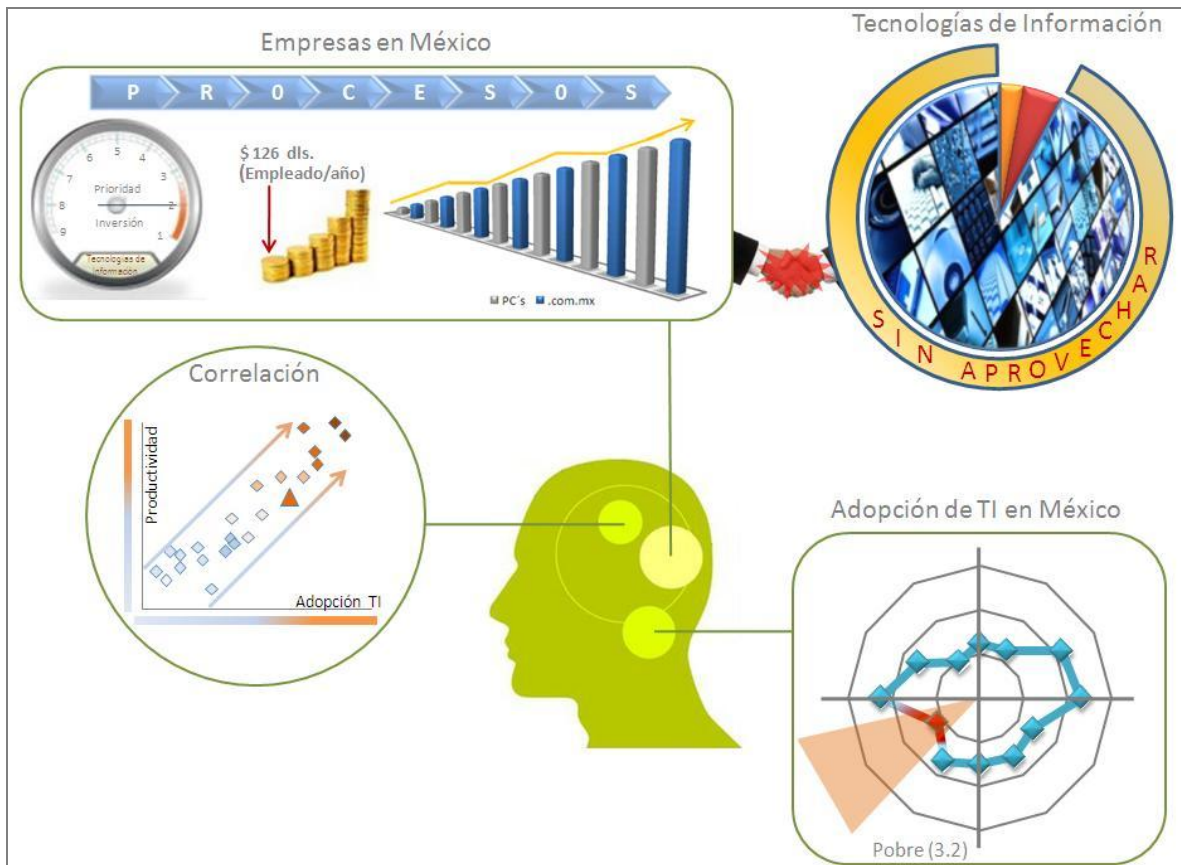 Empresas en México
Tecnologías de Información
P R O C E S O S
$ 126 dls.
(Empleado/año)
6 5 4
7 3
Prioridad
8 2
Inversión
9 1
Tecnologías de
Información
PC´s .com.mx
SIN APROVECHAR
Correlación
Productividad
Adopción TI
Adopción de TI en México
Pobre (3.2)